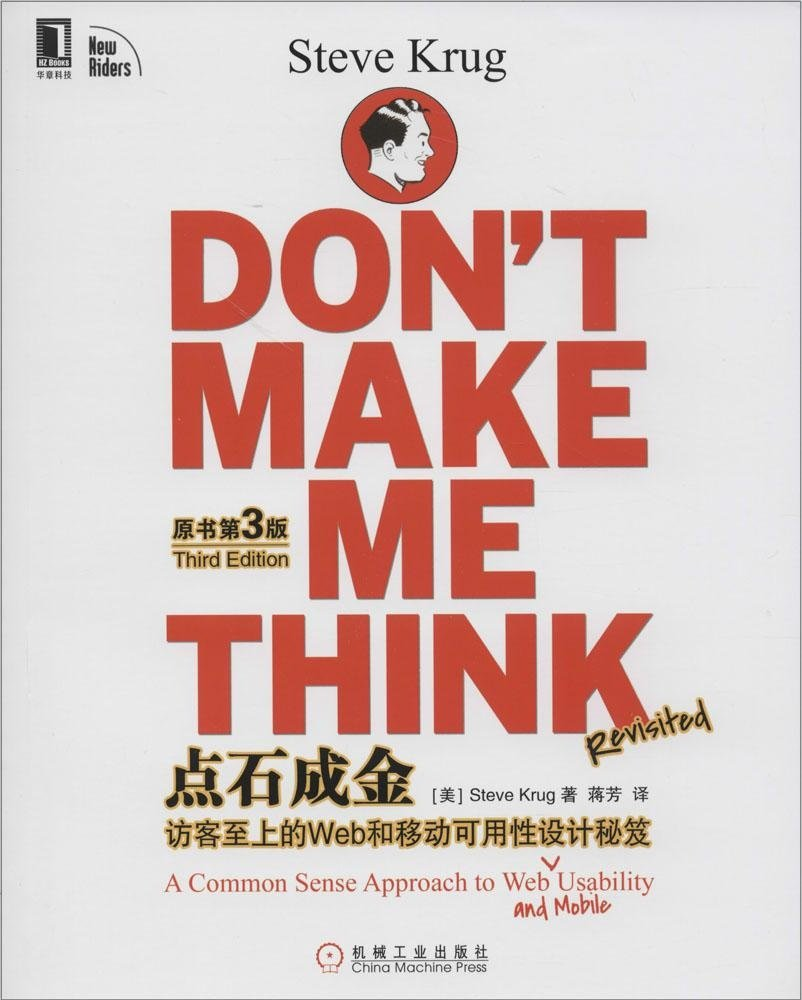 HZ BOOKS
华章科技
New
Riders
Steve Krug
DON'T
MAKE
ME
原书第3版
Third Edition
THINK
Revisited
点石成金
[美] Steve Krug 著 蒋芳 译
访客至上的Web和移动可用性设计秘笈
A Common Sense Approach to Web Usability
and Mobile
机械工业出版社
China Machine Press